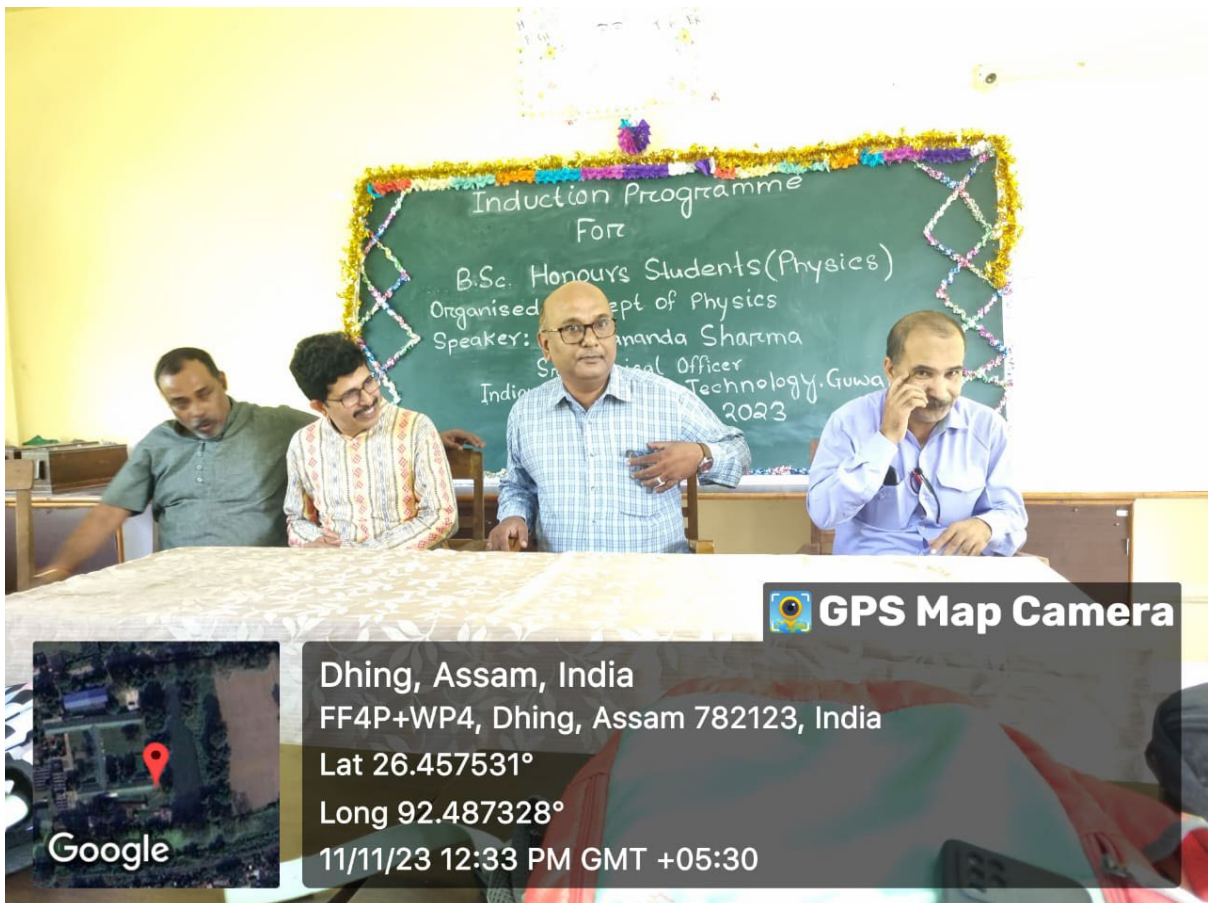 Induction Programme
For
B.Sc. Honours Students (Physics)
Organised ept of Physics
Speaker: ananda Sharma
Officer
Technology. Guwa
2023
GPS Map Camera
Dhing, Assam, India
FF4P+WP4, Dhing, Assam 782123, India
Lat 26.457531°
Long 92.487328°
11/11/23 12:33 PM GMT +05:30
Google